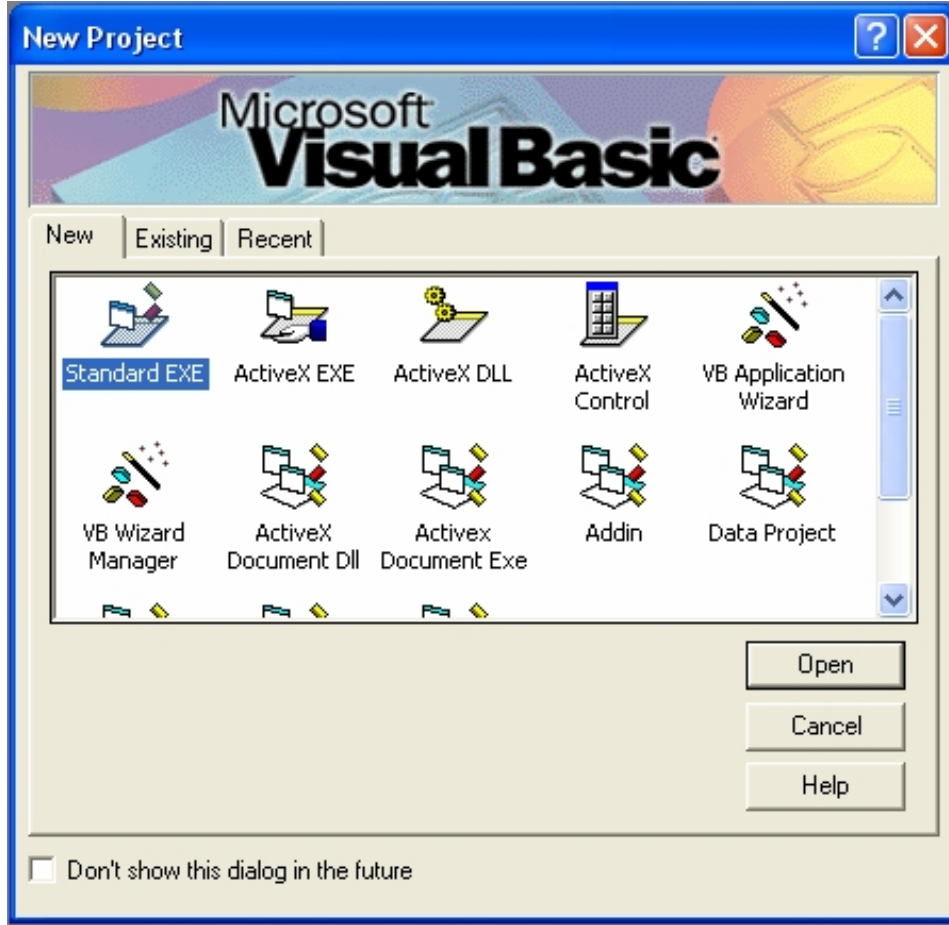 New Project
Microsoft
Visual Basic
New Existing Recent
Standard EXE ActiveX EXE ActiveX DLL ActiveX VB Application
Control Wizard
VB Wizard ActiveX Activex Addin Data Project
Manager Document Dll Document Exe
Open
Cancel
Help
Don't show this dialog in the future